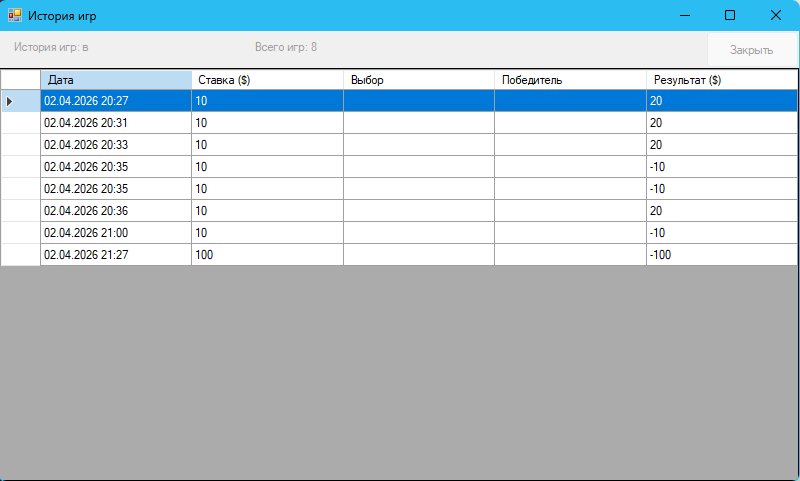 История игр
История игр: в
Всего игр: 8
Закрыть
Дата Ставка ($) Выбор Победитель Результат ($)
02.04.2026 20:27 10 20
02.04.2026 20:31 10 20
02.04.2026 20:33 10 20
02.04.2026 20:35 10 -10
02.04.2026 20:35 10 -10
02.04.2026 20:36 10 20
02.04.2026 21:00 10 -10
02.04.2026 21:27 100 -100